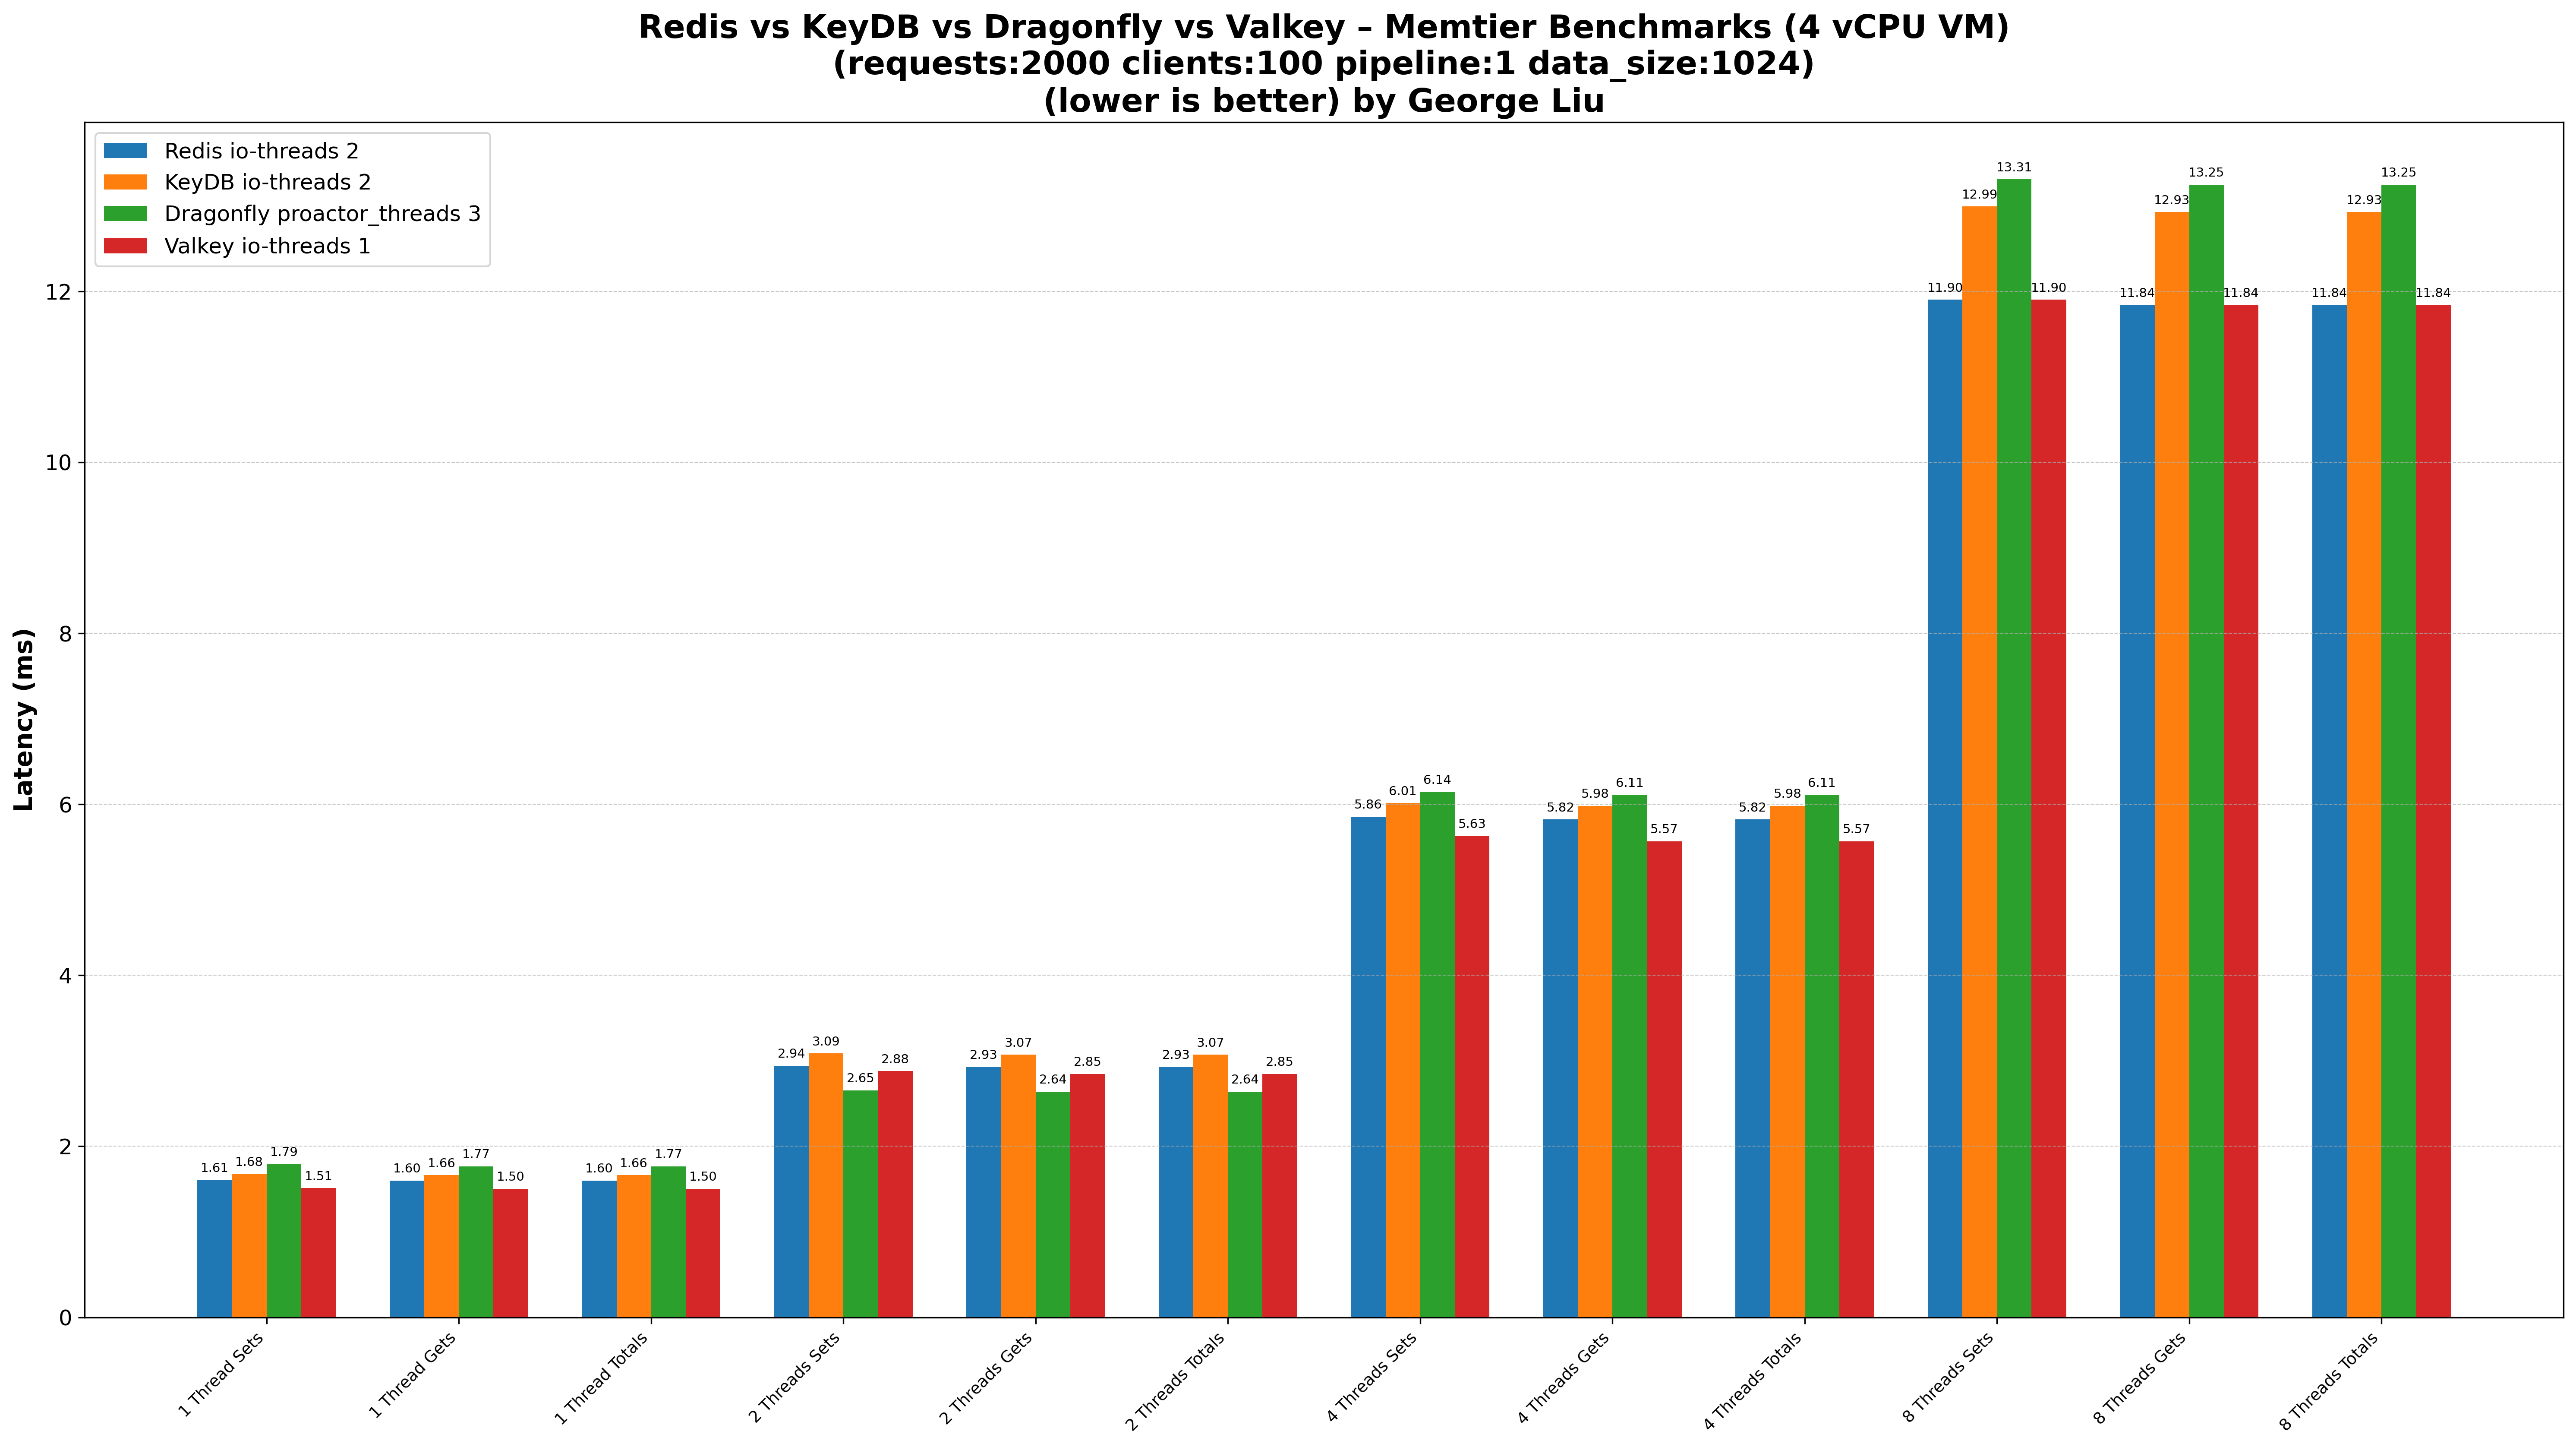 Redis vs KeyDB vs Dragonfly vs Valkey – Memtier Benchmarks (4 vCPU VM)
(requests:2000 clients:100 pipeline:1 data_size:1024)
(lower is better) by George Liu
Redis io-threads 2
KeyDB io-threads 2
Dragonfly proactor_threads 3
Valkey io-threads 1
Latency (ms)
12
10
8
6
4
2
0
1.61 1.68 1.79 1.51
1.60 1.66 1.77 1.50
1.60 1.66 1.77 1.50
2.94 3.09 2.65 2.88
2.93 3.07 2.64 2.85
2.93 3.07 2.64 2.85
5.86 6.01 6.14 5.63
5.82 5.98 6.11 5.57
5.82 5.98 6.11 5.57
11.90 12.99 13.31 11.90
11.84 12.93 13.25 11.84
11.84 12.93 13.25 11.84
1 Thread Sets
1 Thread Gets
1 Thread Totals
2 Threads Sets
2 Threads Gets
2 Threads Totals
4 Threads Sets
4 Threads Gets
4 Threads Totals
8 Threads Sets
8 Threads Gets
8 Threads Totals